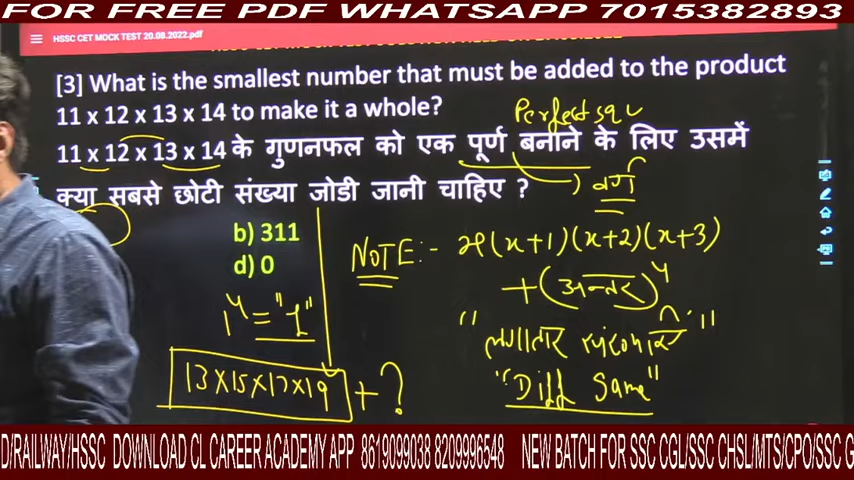 FOR FREE PDF WHATSAPP 7015382893
HSSC CET MOCK TEST 20.08.2022.pdf
[3] What is the smallest number that must be added to the product
11 x 12 x 13 x 14 to make it a whole?
Perfect squ
11 x 12 x 13 x 14 के गुणनफल को एक पूर्ण बनाने के लिए उसमें
क्या सबसे छोटी संख्या जोडी जानी चाहिए ?
वर्ग
b) 311
d) 0
NOTE:- x(x+1)(x+2)(x+3)
+(अन्तर)⁴
1⁴ = "1"
"लगातार
"Diff Same"
13x15x17x19 + ?
D/RAILWAY/HSSC DOWNLOAD CL CAREER ACADEMY APP 8619099038 8209996548 NEW BATCH FOR SSC CGL/SSC CHSL/MTS/CPO/SSC G